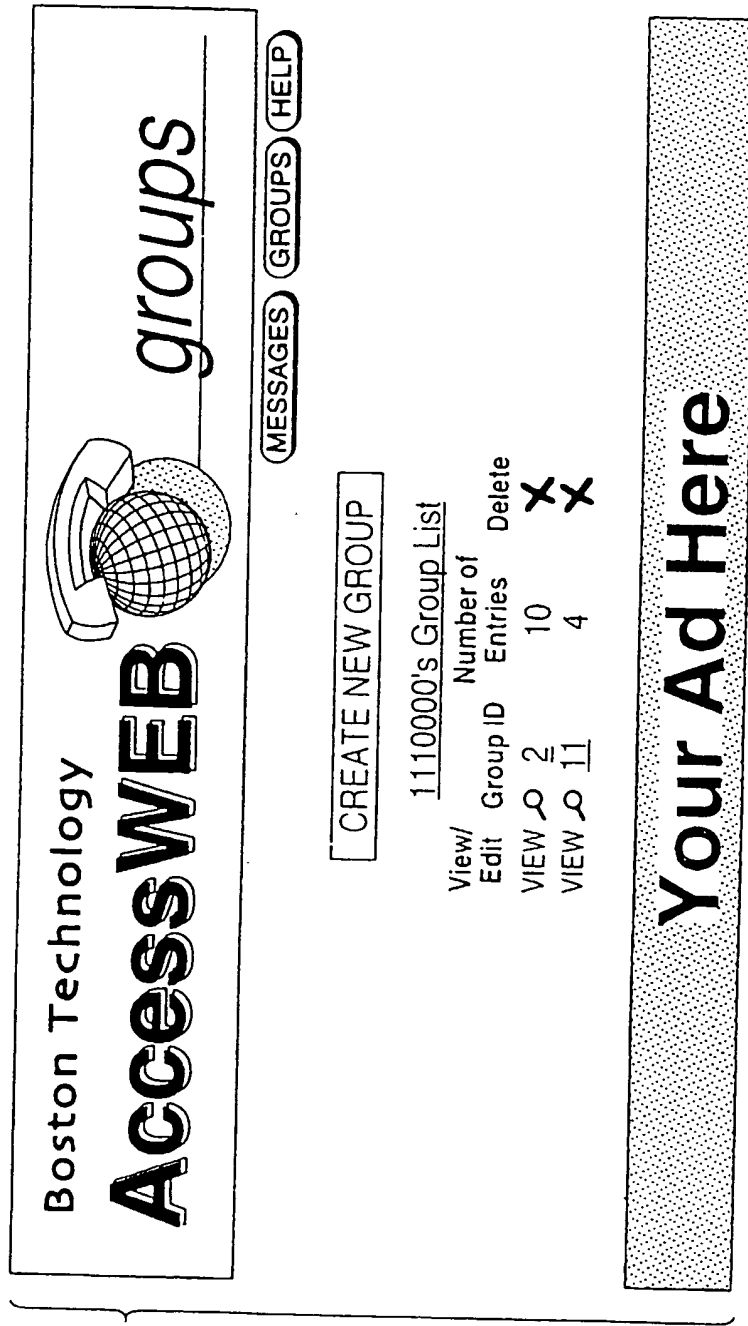 Boston Technology
AccessWEB groups
MESSAGES GROUPS HELP
CREATE NEW GROUP
1110000's Group List
View/ Number of
Edit Group ID Entries Delete
VIEW 2 10 X
VIEW 11 4 X
Your Ad Here